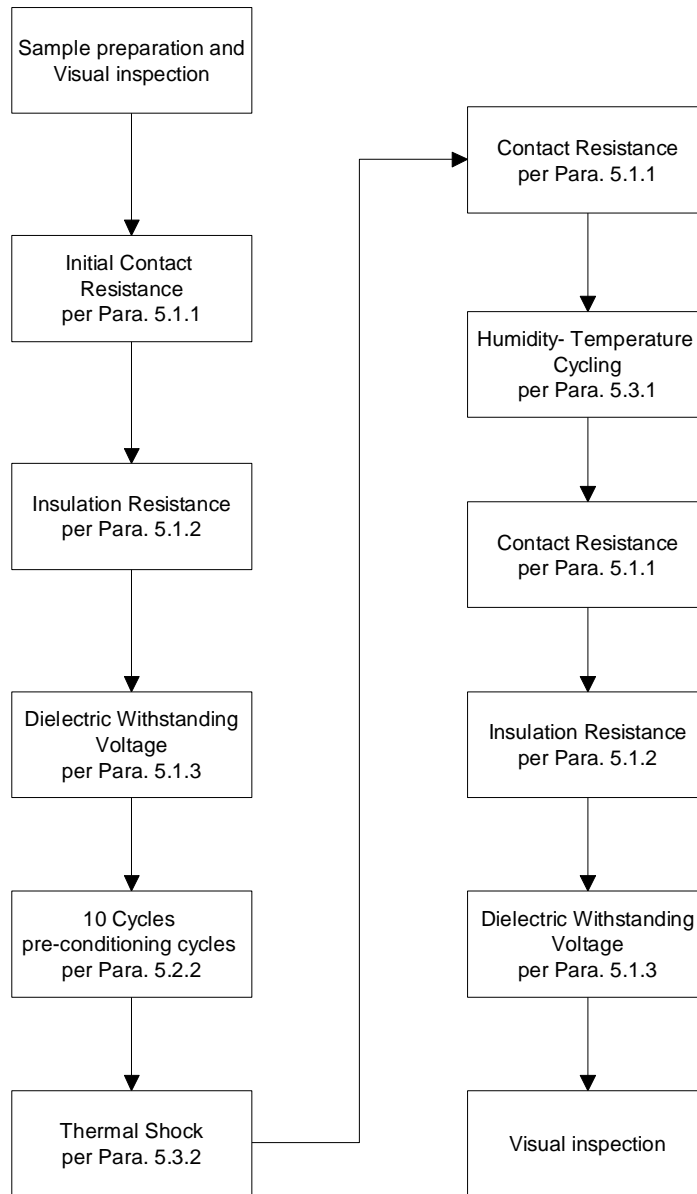 Sample preparation and
Visual inspection
Initial Contact
Resistance
per Para. 5.1.1
Insulation Resistance
per Para. 5.1.2
Dielectric Withstanding
Voltage
per Para. 5.1.3
10 Cycles
pre-conditioning cycles
per Para. 5.2.2
Thermal Shock
per Para. 5.3.2
Contact Resistance
per Para. 5.1.1
Humidity- Temperature
Cycling
per Para. 5.3.1
Contact Resistance
per Para. 5.1.1
Insulation Resistance
per Para. 5.1.2
Dielectric Withstanding
Voltage
per Para. 5.1.3
Visual inspection